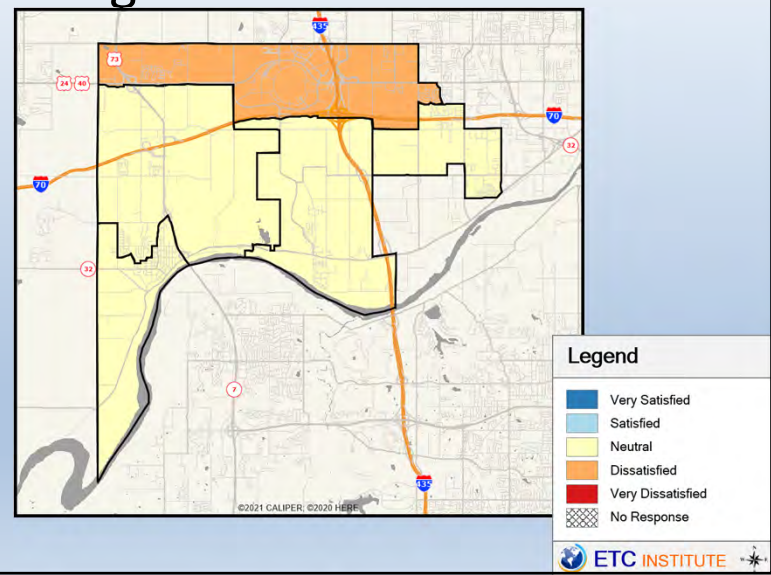 435
73
24 40
70
32
70
32
7
435
©2021 CALIPER; ©2020 HERE
Legend
Very Satisfied
Satisfied
Neutral
Dissatisfied
Very Dissatisfied
No Response
ETC INSTITUTE